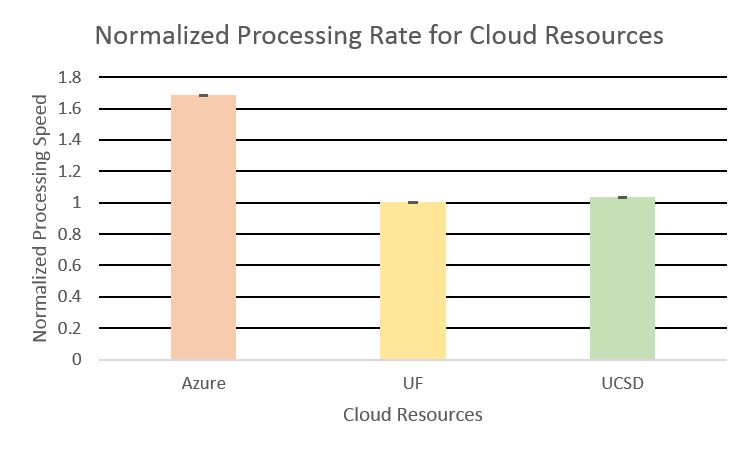 Normalized Processing Rate for Cloud Resources
Normalized Processing Speed
1.8
1.6
1.4
1.2
1
0.8
0.6
0.4
0.2
0
Azure UF UCSD
Cloud Resources